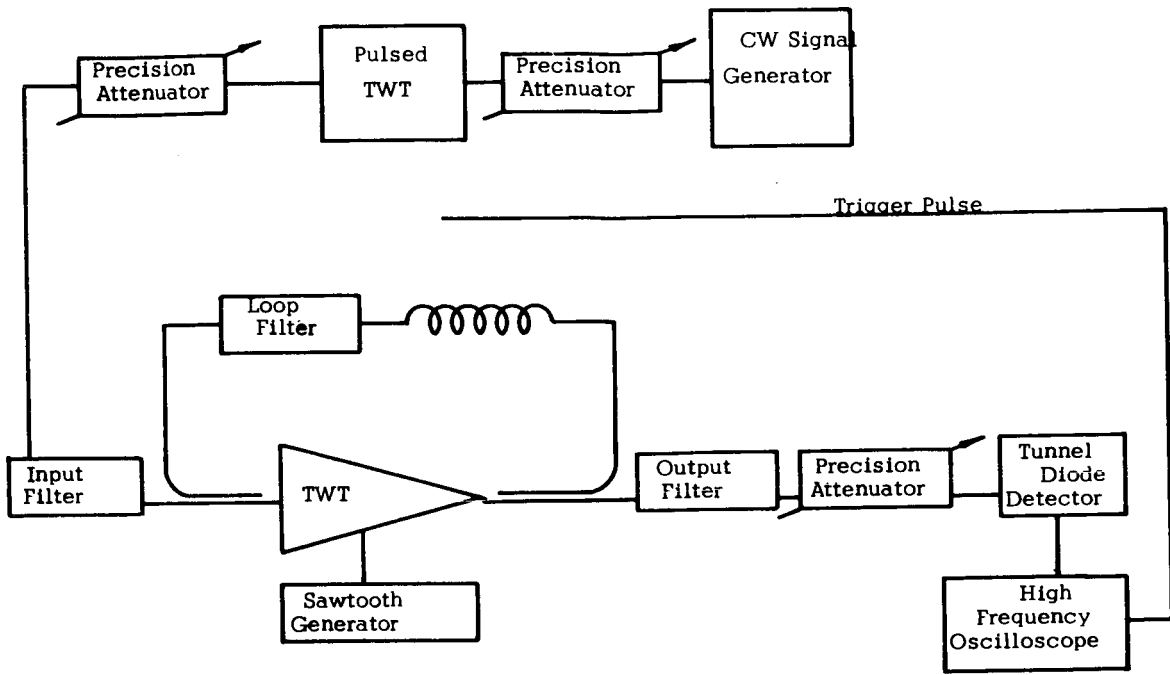 Precision
Attenuator
Pulsed
TWT
Precision
Attenuator
CW Signal
Generator
Trigger Pulse
Loop
Filter
Input
Filter
TWT
Output
Filter
Precision
Attenuator
Tunnel
Diode
Detector
Sawtooth
Generator
High
Frequency
Oscilloscope